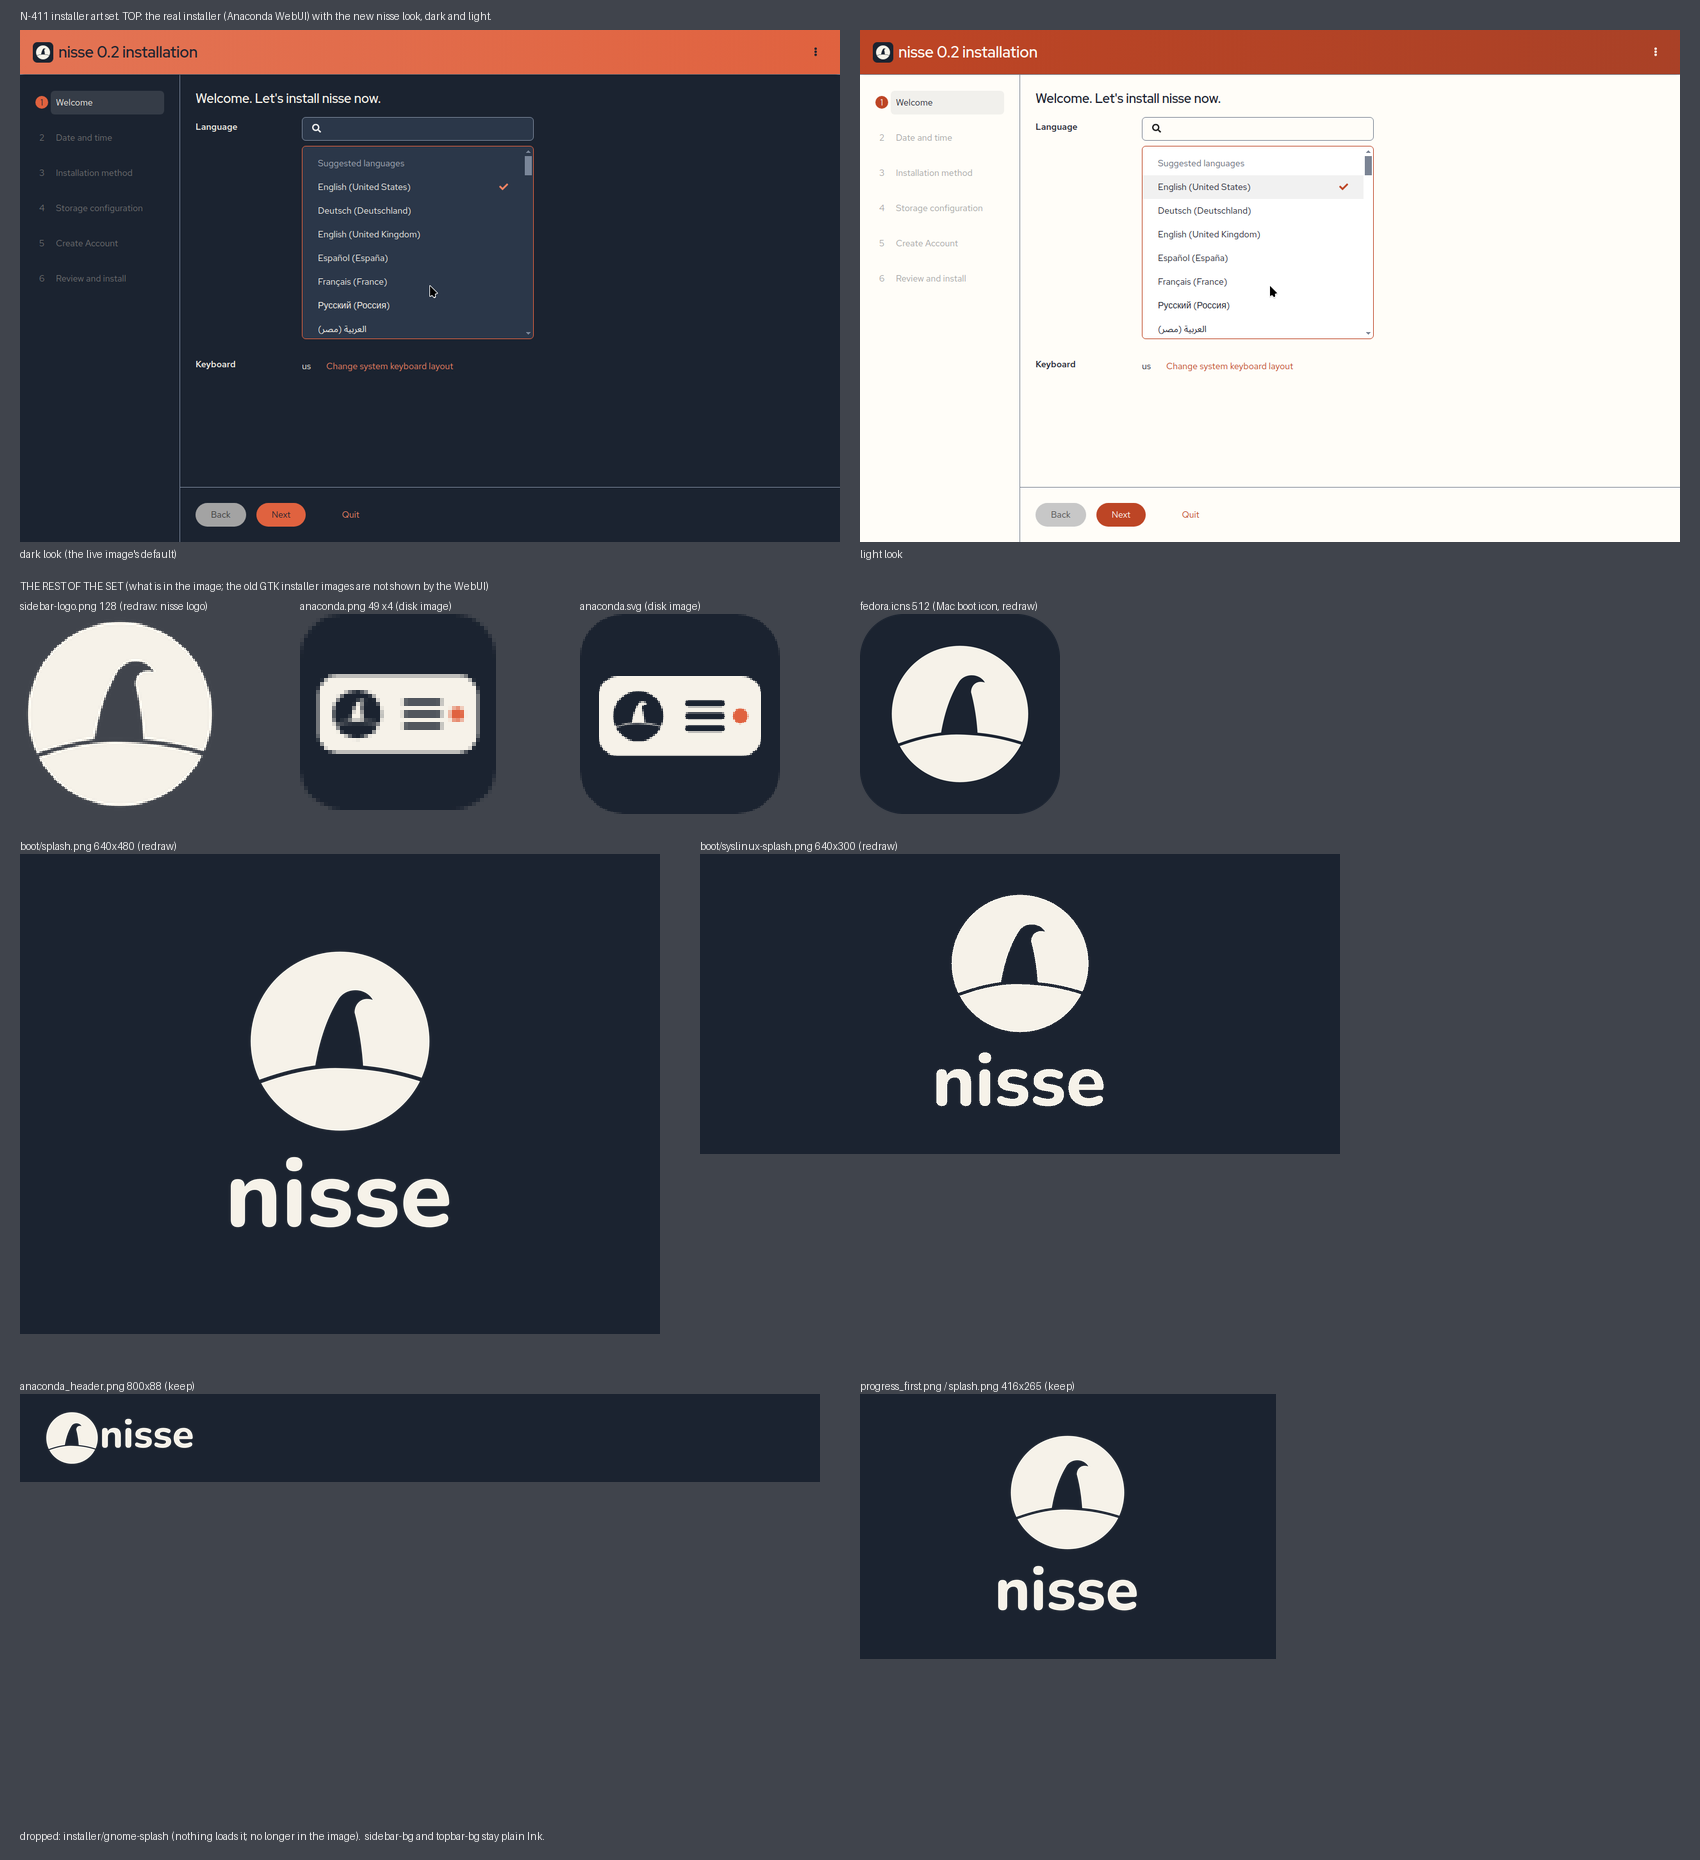 N-411 installer art set. TOP: the real installer (Anaconda WebUI) with the new nisse look, dark and light.
nisse 0.2 installation
1 Welcome
2 Date and time
3 Installation method
4 Storage configuration
5 Create Account
6 Review and install
Welcome. Let's install nisse now.
Language
Suggested languages
English (United States)
Deutsch (Deutschland)
English (United Kingdom)
Español (España)
Français (France)
Русский (Россия)
العربية (مصر)
Keyboard
us Change system keyboard layout
Back Next Quit
dark look (the live image's default)
nisse 0.2 installation
1 Welcome
2 Date and time
3 Installation method
4 Storage configuration
5 Create Account
6 Review and install
Welcome. Let's install nisse now.
Language
Suggested languages
English (United States)
Deutsch (Deutschland)
English (United Kingdom)
Español (España)
Français (France)
Русский (Россия)
العربية (مصر)
Keyboard
us Change system keyboard layout
Back Next Quit
light look
THE REST OF THE SET (what is in the image; the old GTK installer images are not shown by the WebUI)
sidebar-logo.png 128 (redraw: nisse logo)
anaconda.png 49 x4 (disk image)
anaconda.svg (disk image)
fedora.icns 512 (Mac boot icon, redraw)
boot/splash.png 640x480 (redraw)
nisse
boot/syslinux-splash.png 640x300 (redraw)
nisse
anaconda_header.png 800x88 (keep)
nisse
progress_first.png / splash.png 416x265 (keep)
nisse
dropped: installer/gnome-splash (nothing loads it; no longer in the image). sidebar-bg and topbar-bg stay plain Ink.